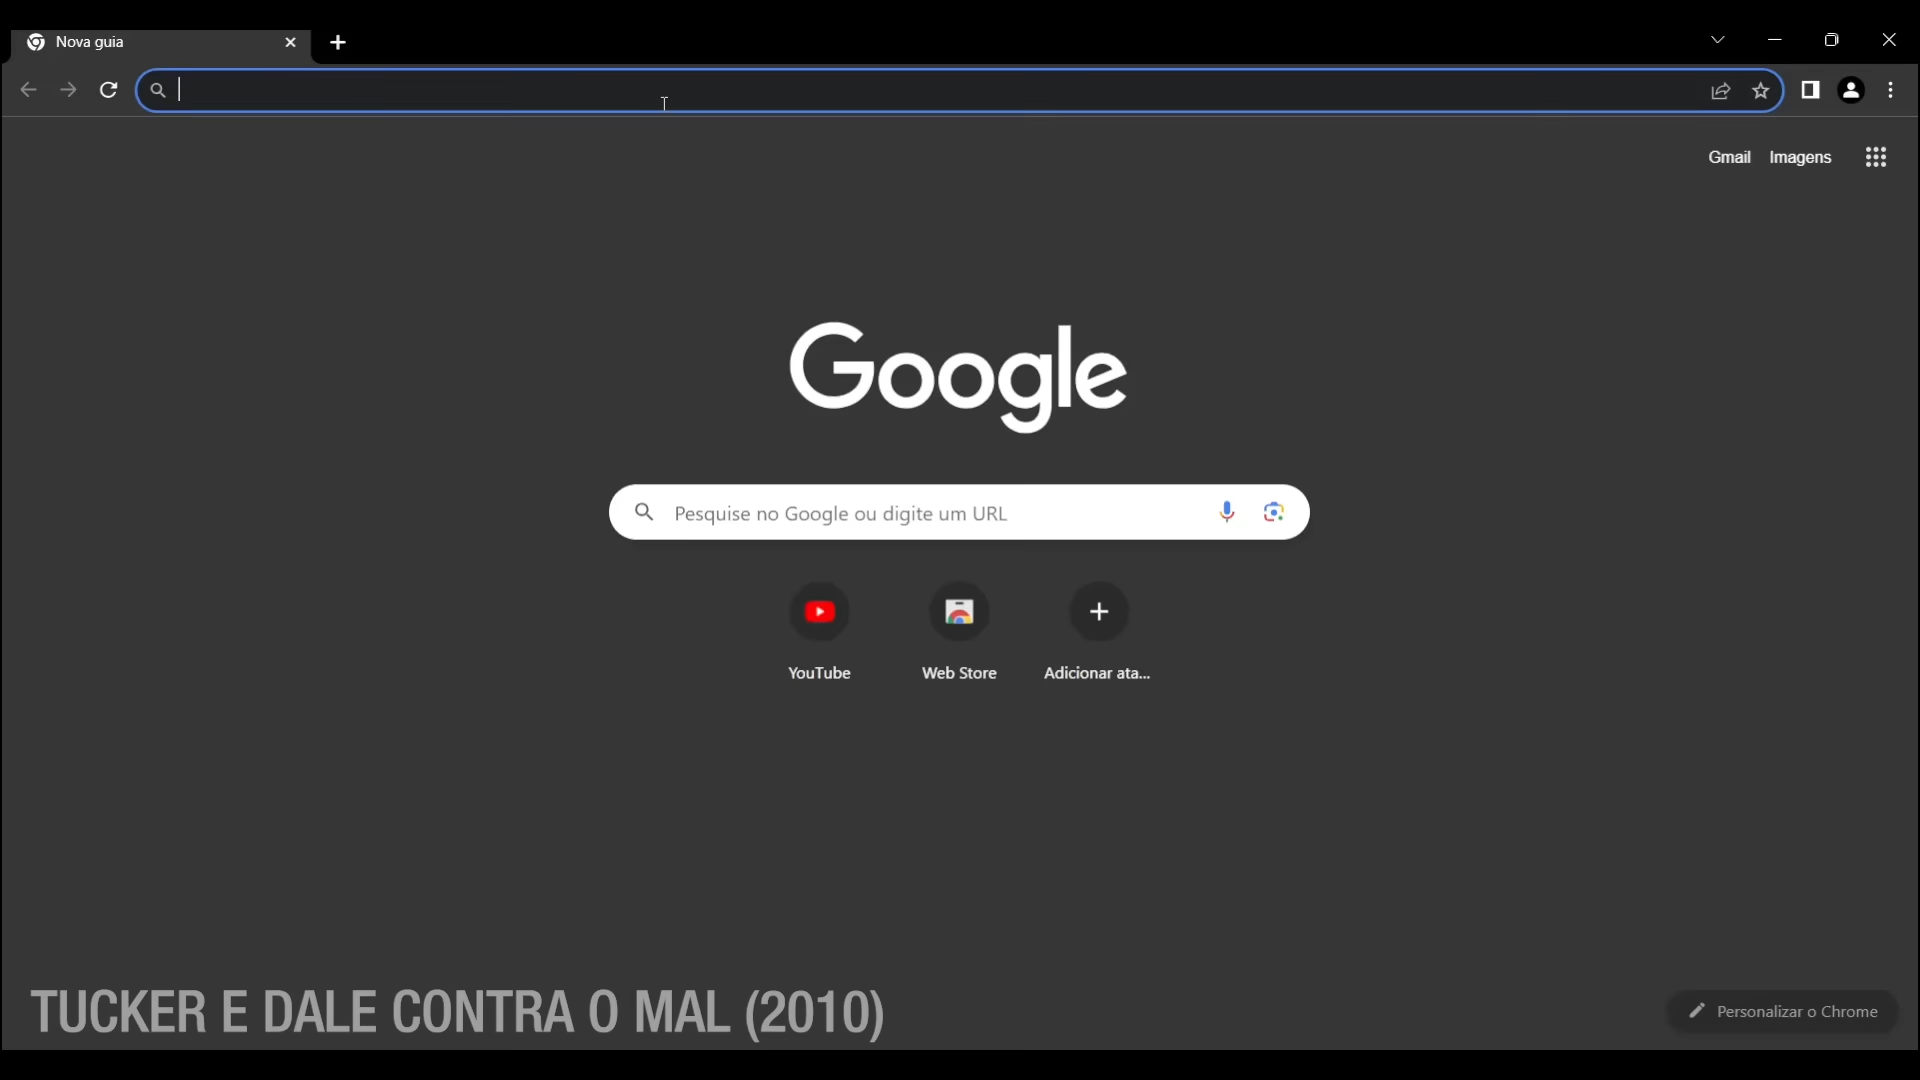 Nova guia
Gmail Imagens
Google
Pesquise no Google ou digite um URL
YouTube Web Store Adicionar ata...
TUCKER E DALE CONTRA O MAL (2010)
Personalizar o Chrome